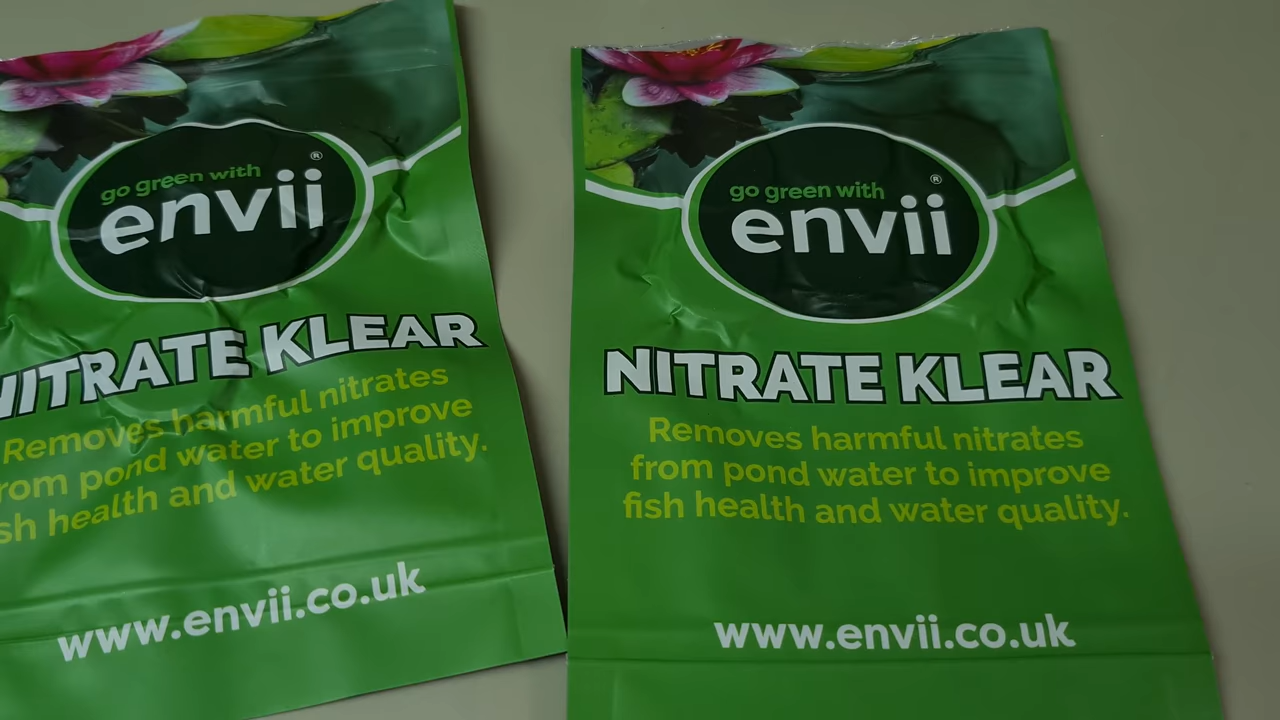 go green with
envii®
NITRATE KLEAR
Removes harmful nitrates
from pond water to improve
fish health and water quality.
www.envii.co.uk
go green with
envii®
NITRATE KLEAR
Removes harmful nitrates
from pond water to improve
fish health and water quality.
www.envii.co.uk